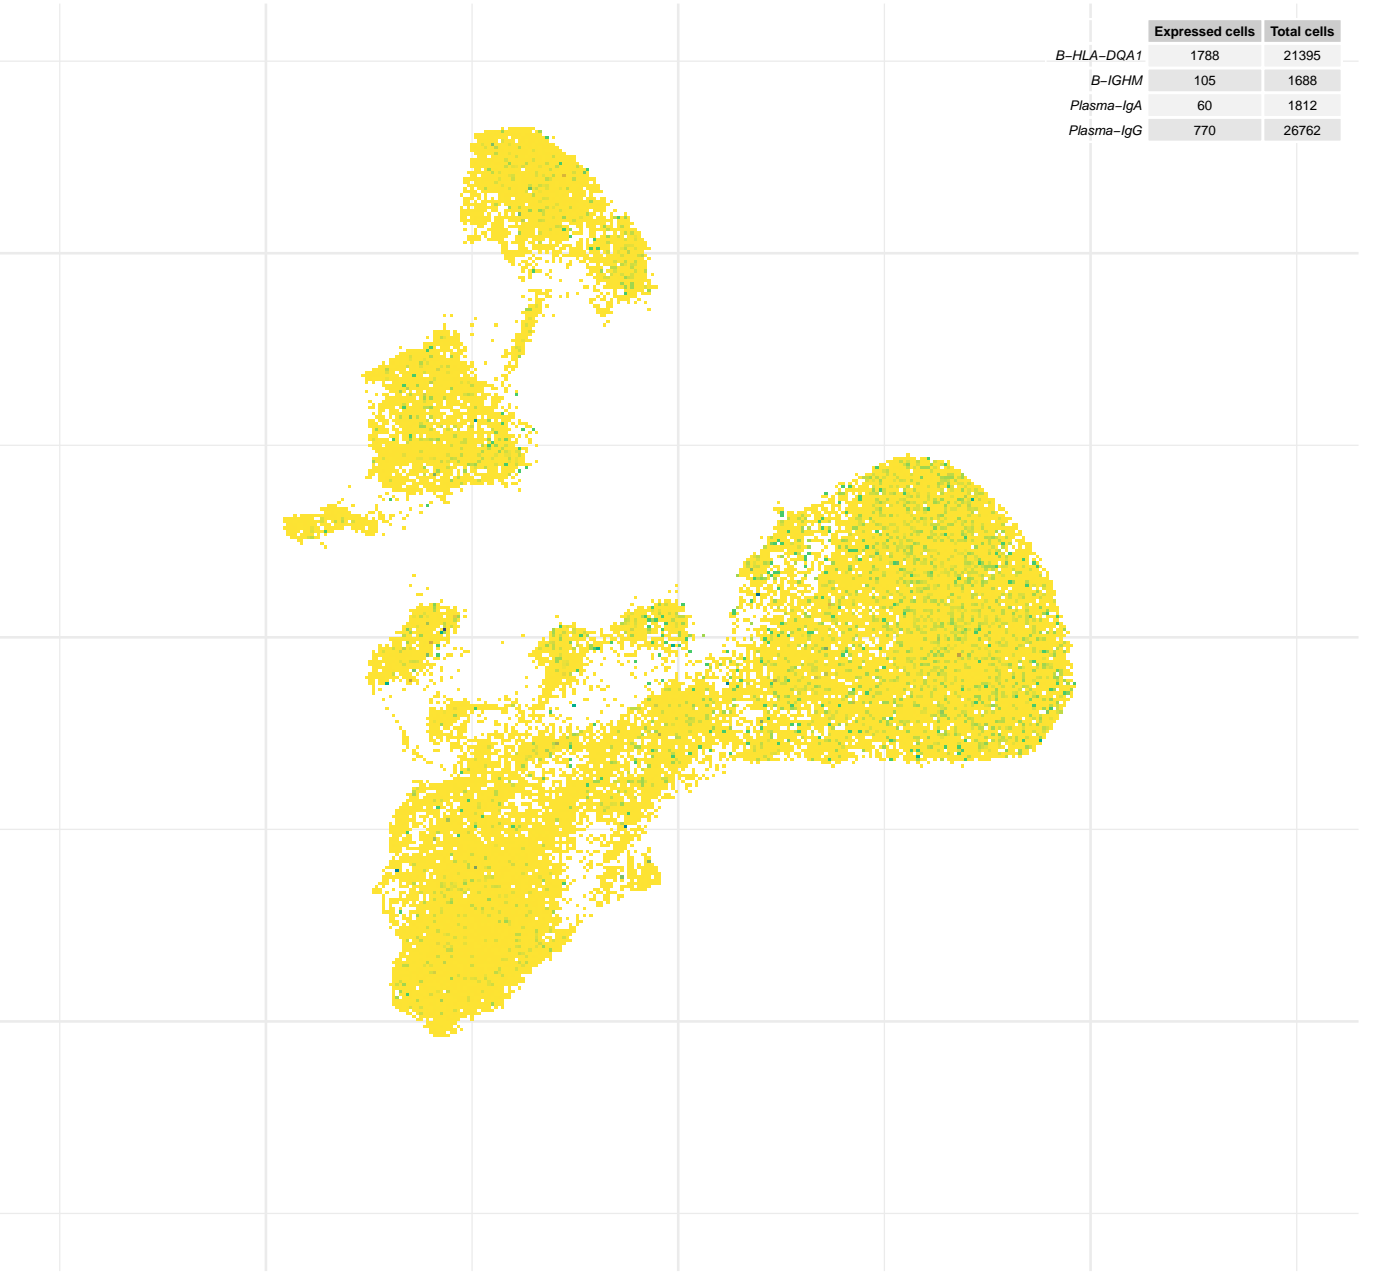 Expressed cells Total cells
B−HLA−DQA1 1788 21395
B−IGHM 105 1688
Plasma−IgA 60 1812
Plasma−IgG 770 26762